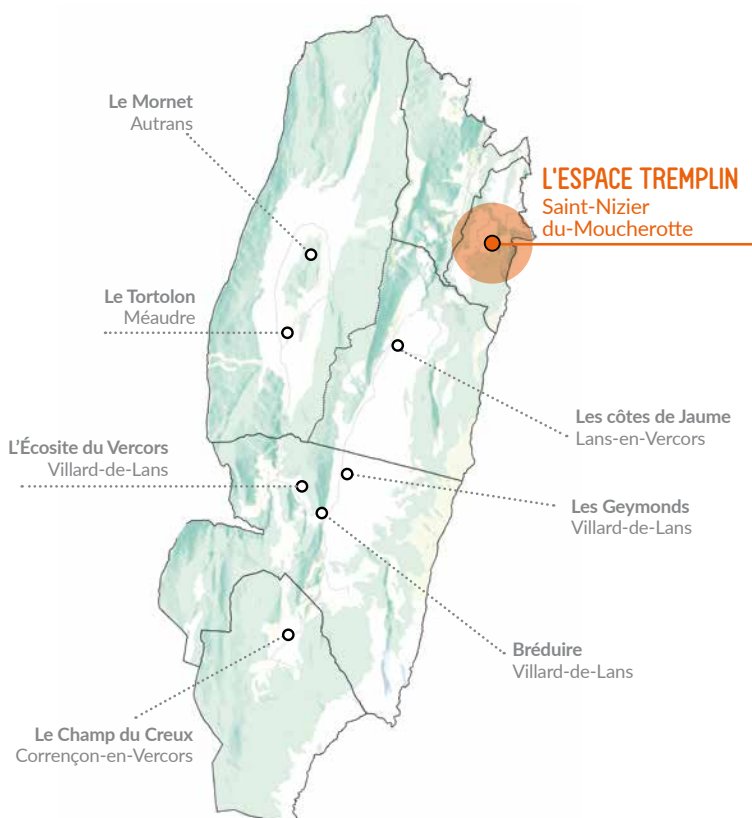 Le Mornet
Autrans
L'ESPACE TREMPLIN
Saint-Nizier
du-Moucherotte
Le Tortolon
Méaudre
Les côtes de Jaume
Lans-en-Vercors
L'Écosite du Vercors
Villard-de-Lans
Les Geymonds
Villard-de-Lans
Bréduire
Villard-de-Lans
Le Champ du Creux
Corrençon-en-Vercors